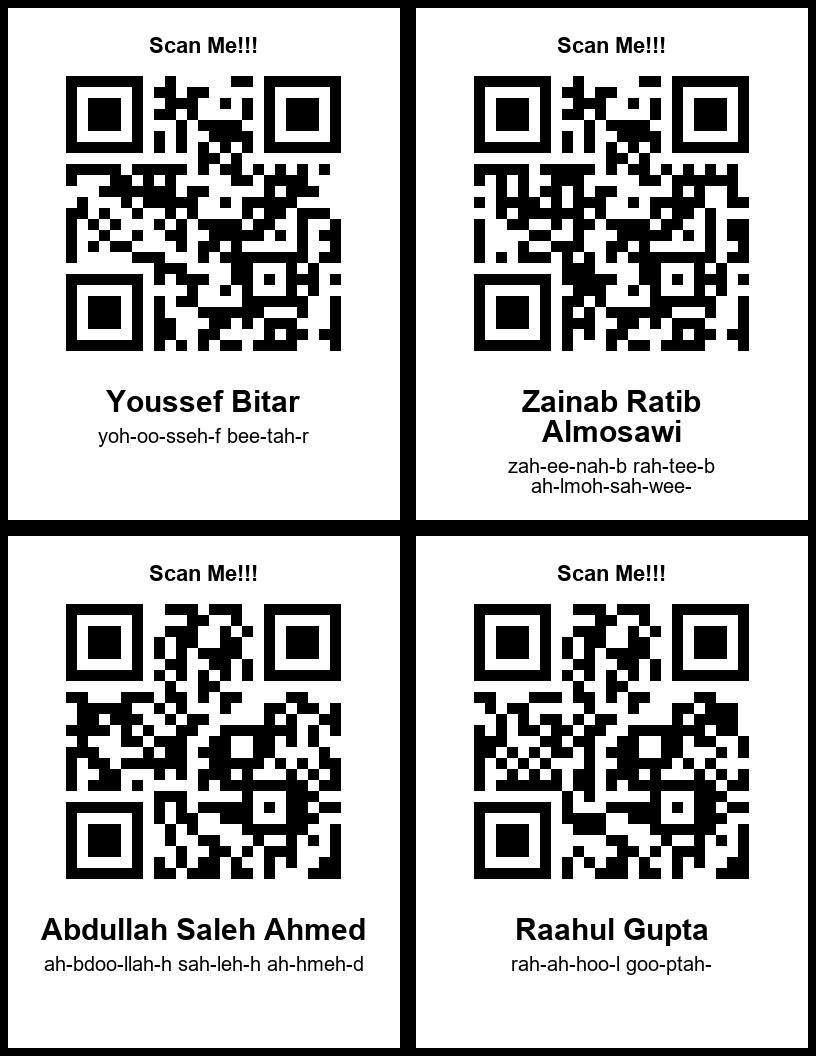 Scan Me!!!
Youssef Bitar
yoh-oo-sseh-f bee-tah-r
Scan Me!!!
Zainab Ratib
Almosawi
zah-ee-nah-b rah-tee-b
ah-lmoh-sah-wee-
Scan Me!!!
Abdullah Saleh Ahmed
ah-bdoo-llah-h sah-leh-h ah-hmeh-d
Scan Me!!!
Raahul Gupta
rah-ah-hoo-l goo-ptah-